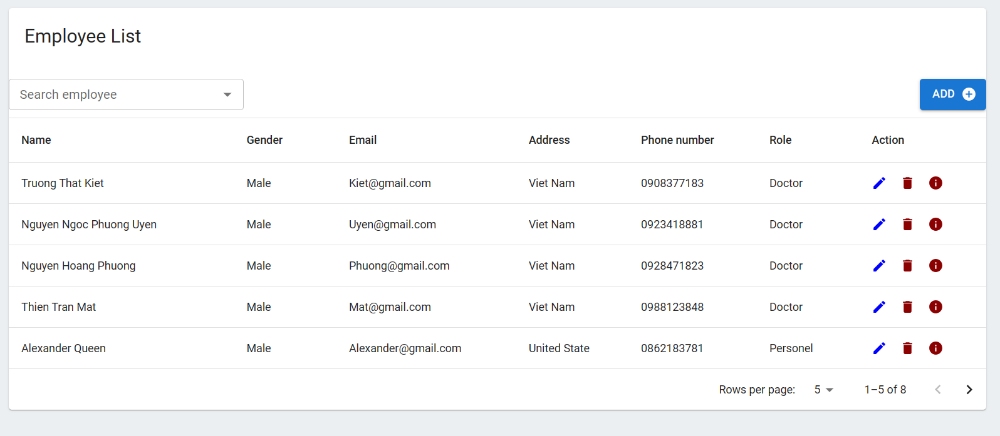 Employee List
Search employee
ADD
Name Gender Email Address Phone number Role Action
Truong That Kiet Male Kiet@gmail.com Viet Nam 0908377183 Doctor
Nguyen Ngoc Phuong Uyen Male Uyen@gmail.com Viet Nam 0923418881 Doctor
Nguyen Hoang Phuong Male Phuong@gmail.com Viet Nam 0928471823 Doctor
Thien Tran Mat Male Mat@gmail.com Viet Nam 0988123848 Doctor
Alexander Queen Male Alexander@gmail.com United State 0862183781 Personel
Rows per page: 5 1–5 of 8